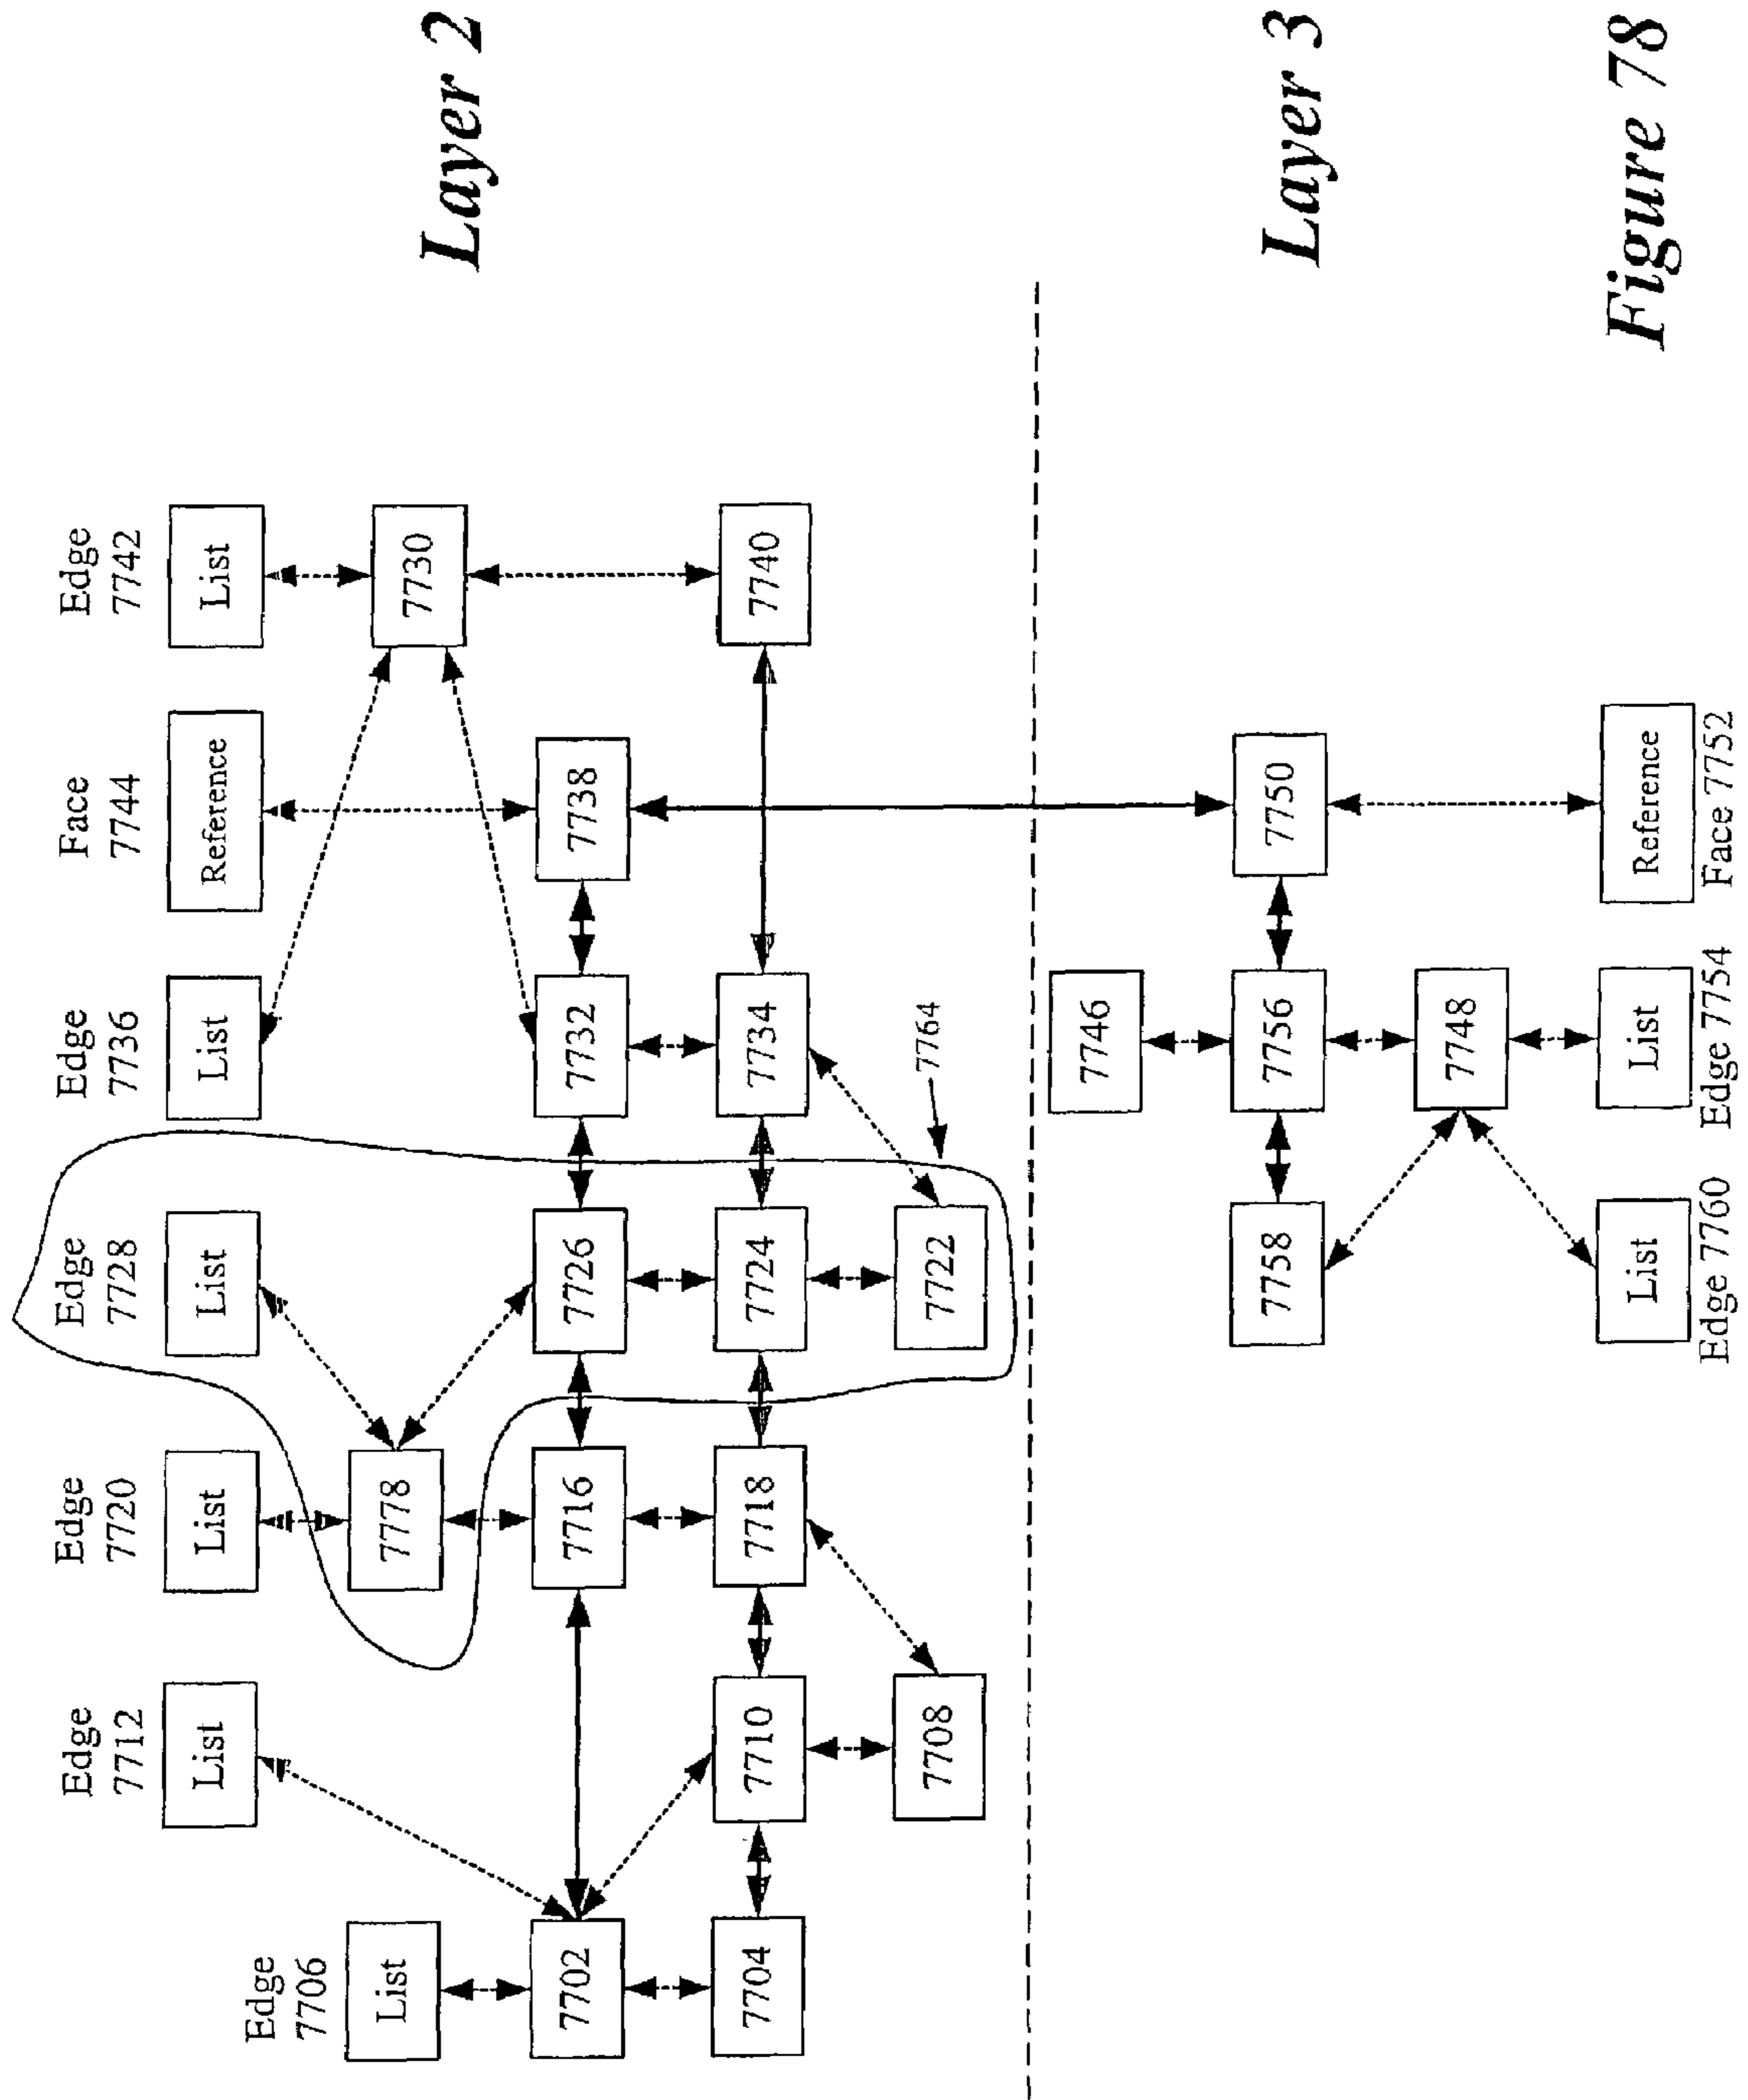 Edge
7706
List
7702
7704
Edge
7712
List
7710
7708
Edge
7720
List
7778
7716
7718
Edge
7728
List
7726
7724
7722
7764
Edge
7736
List
7732
7734
Face
7744
Reference
7738
Edge
7742
List
7730
7740
Layer 2
7758
List
Edge 7760
7746
7756
7748
List
Edge 7754
7750
Reference
Face 7752
Layer 3
Figure 78